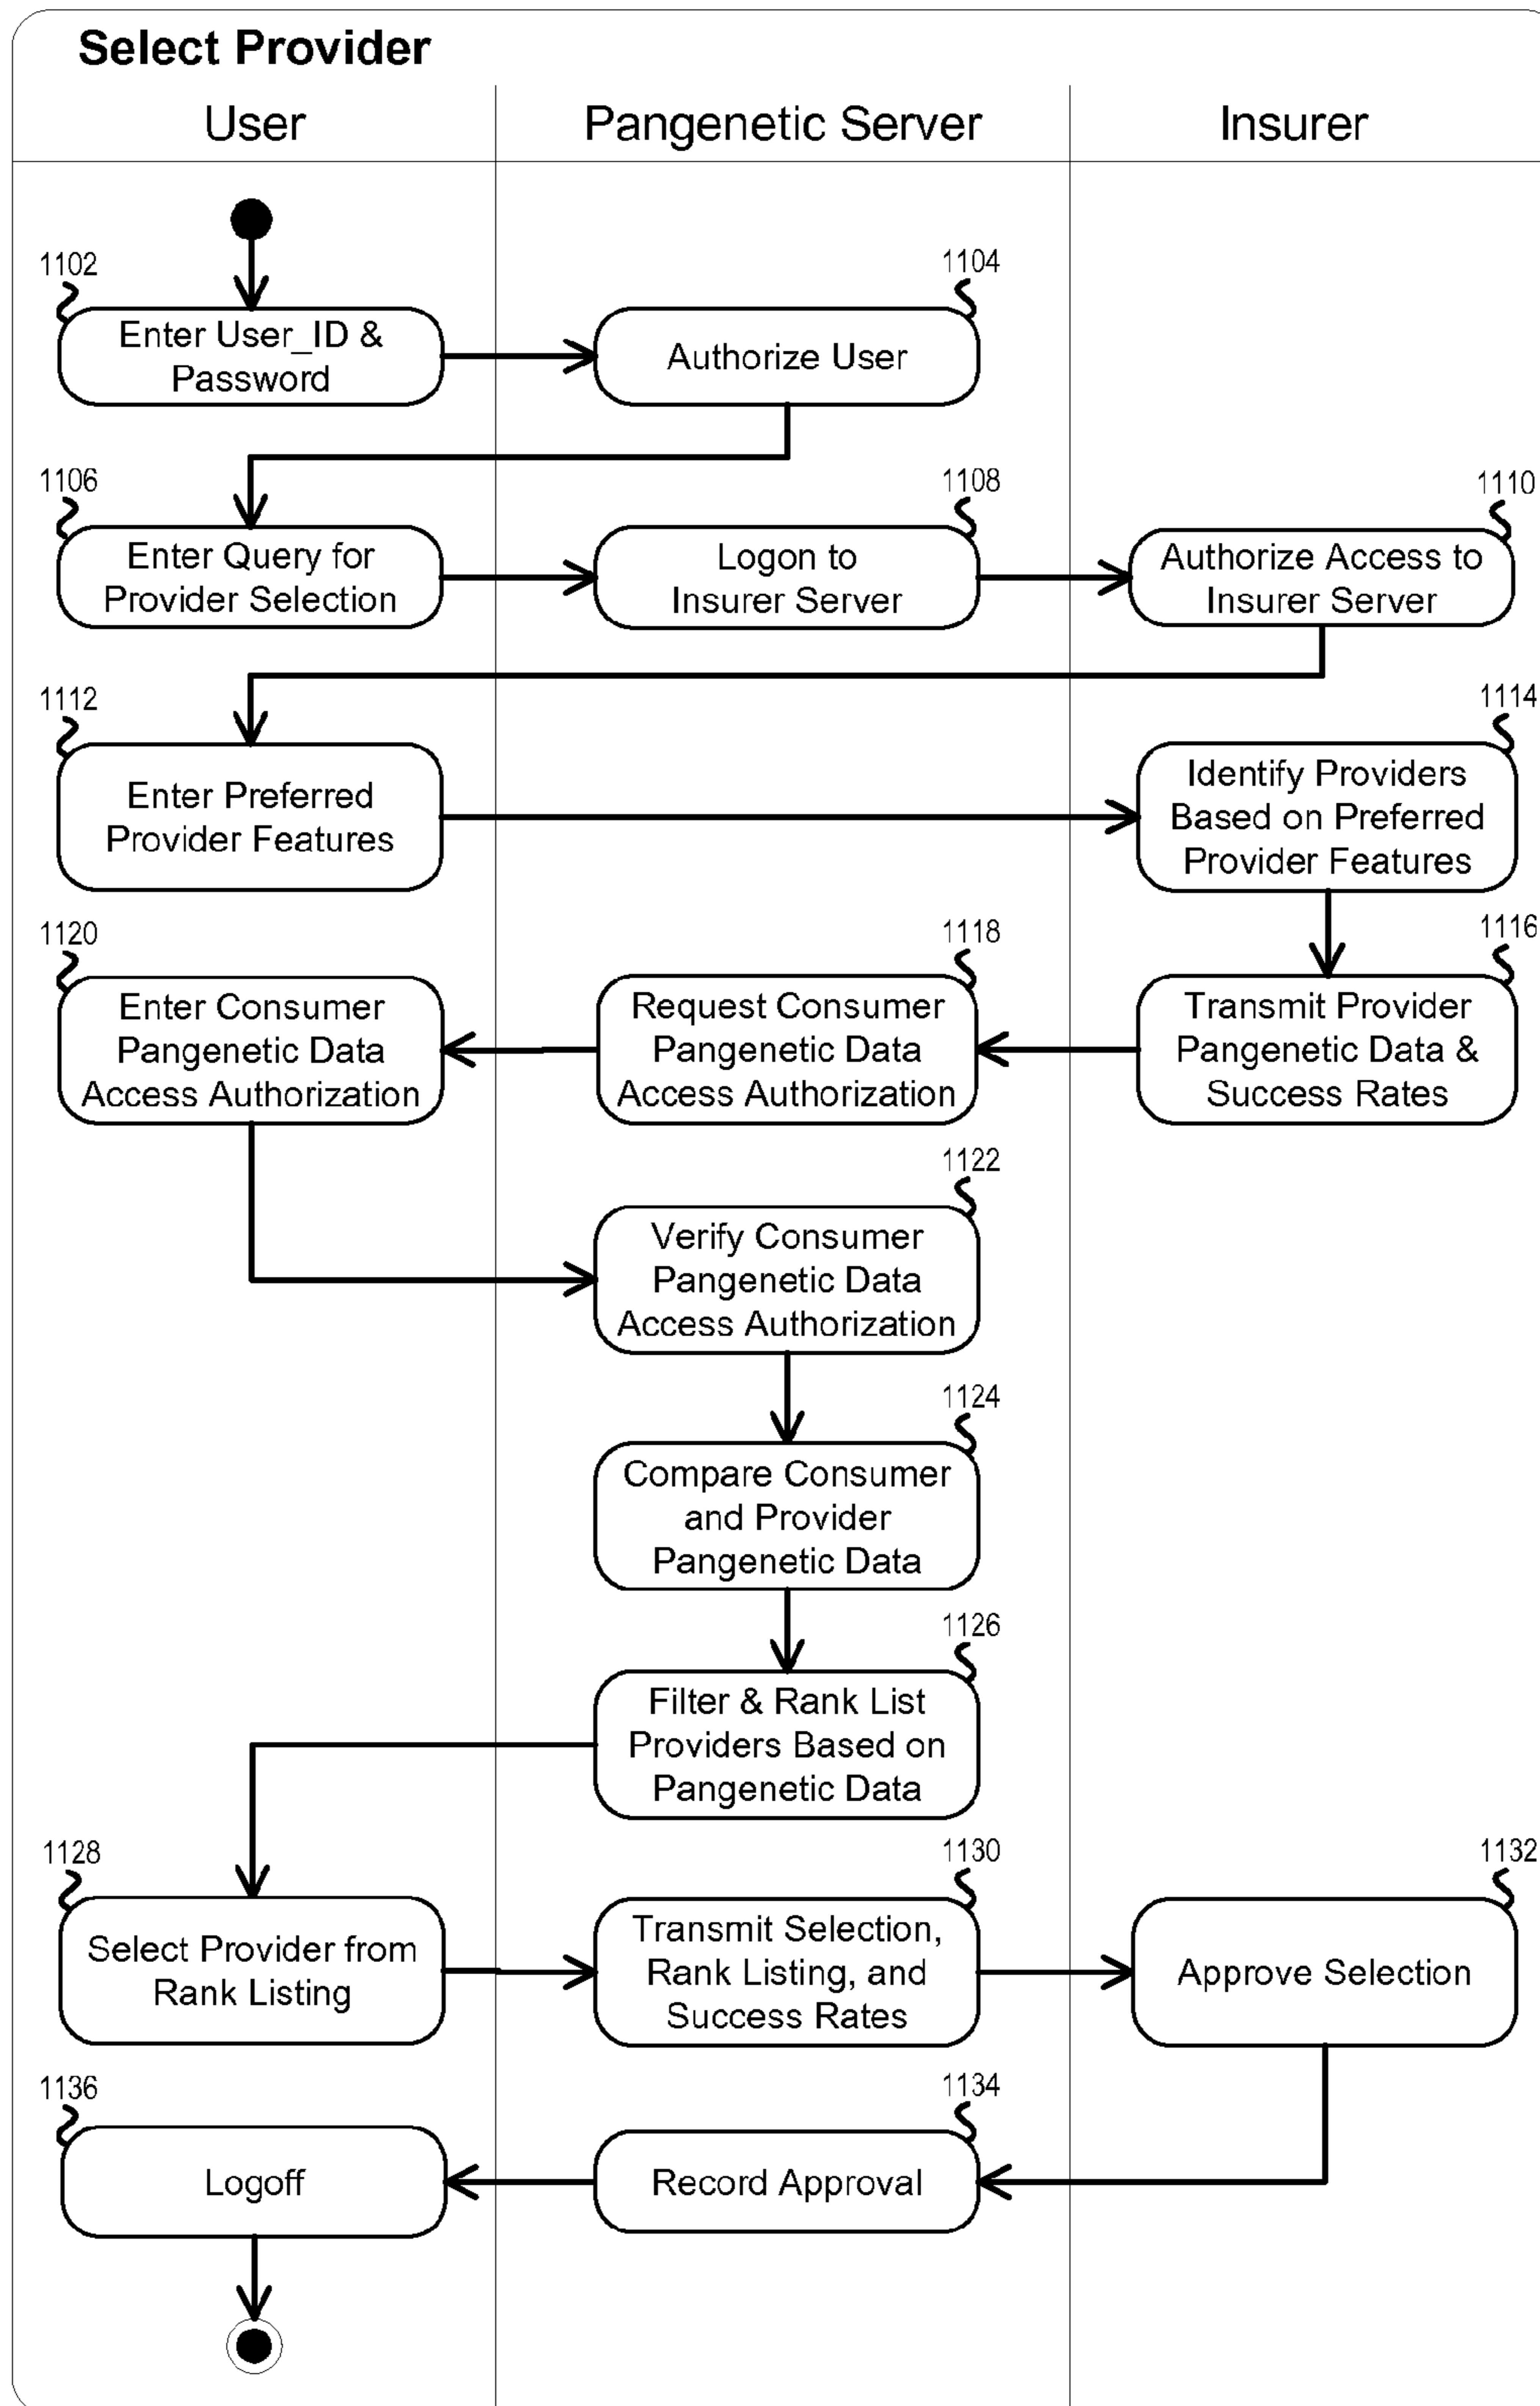 Select Provider
User
Pangenetic Server
Insurer
1102
Enter User_ID &
Password
1104
Authorize User
1106
Enter Query for
Provider Selection
1108
Logon to
Insurer Server
1110
Authorize Access to
Insurer Server
1112
Enter Preferred
Provider Features
1114
Identify Providers
Based on Preferred
Provider Features
1116
Transmit Provider
Pangenetic Data &
Success Rates
1118
Request Consumer
Pangenetic Data
Access Authorization
1120
Enter Consumer
Pangenetic Data
Access Authorization
1122
Verify Consumer
Pangenetic Data
Access Authorization
1124
Compare Consumer
and Provider
Pangenetic Data
1126
Filter & Rank List
Providers Based on
Pangenetic Data
1128
Select Provider from
Rank Listing
1130
Transmit Selection,
Rank Listing, and
Success Rates
1132
Approve Selection
1134
Record Approval
1136
Logoff